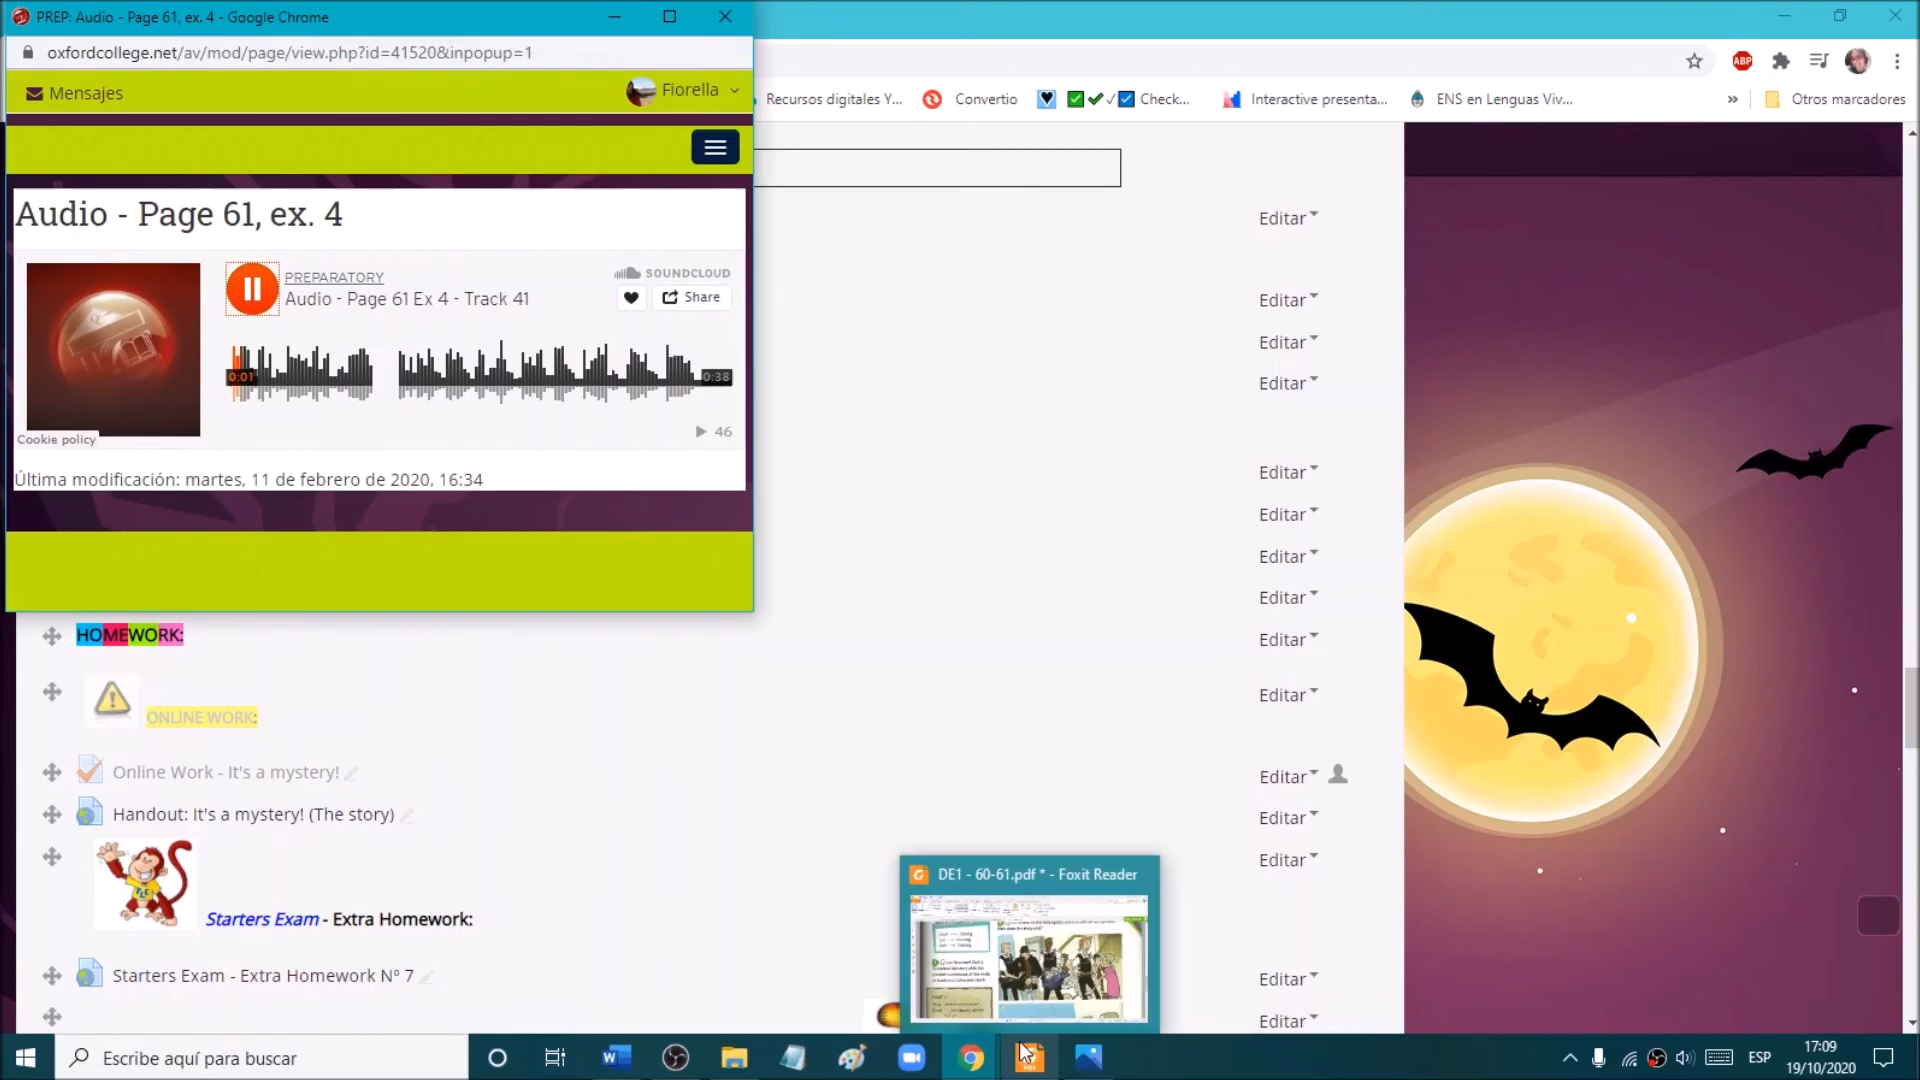 PREP: Audio - Page 61, ex. 4 - Google Chrome
oxfordcollege.net/av/mod/page/view.php?id=41520&inpopup=1
Mensajes
Fiorella
Recursos digitales Y...
Convertio
Check...
Interactive presenta...
ENS en Lenguas Viv...
»
Otros marcadores
ABP
Audio - Page 61, ex. 4
PREPARATORY
SOUNDCLOUD
Audio - Page 61 Ex 4 - Track 41
Share
0:01
0:38
46
Cookie policy
Última modificación: martes, 11 de febrero de 2020, 16:34
Editar
Editar
Editar
Editar
Editar
Editar
Editar
Editar
HOMEWORK:
Editar
ONLINE WORK:
Editar
Online Work - It's a mystery!
Editar
Handout: It's a mystery! (The story)
Editar
Starters Exam - Extra Homework:
Editar
Starters Exam - Extra Homework Nº 7
Editar
Editar
DE1 - 60-61.pdf * - Foxit Reader
Escribe aquí para buscar
ESP
17:09
19/10/2020